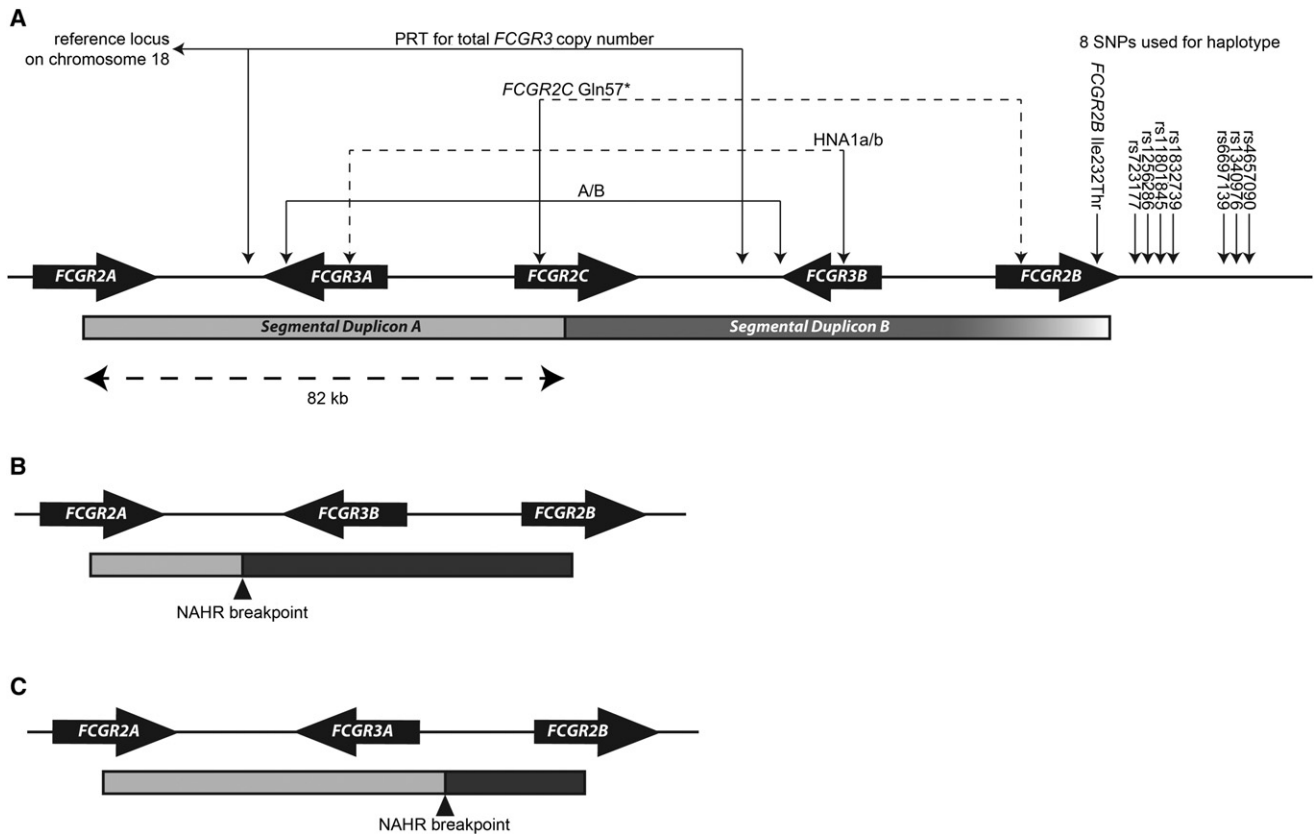 A
reference locus
on chromosome 18
PRT for total FCGR3 copy number
8 SNPs used for haplotype
FCGR2C Gln57*
HNA1a/b
A/B
FCGR2B Ile232Thr
rs723177
rs1256286
rs11801845
rs1832739
rs6697139
rs1340976
rs4657090
FCGR2A
FCGR3A
FCGR2C
FCGR3B
FCGR2B
Segmental Duplicon A
Segmental Duplicon B
82 kb
B
FCGR2A
FCGR3B
FCGR2B
NAHR breakpoint
C
FCGR2A
FCGR3A
FCGR2B
NAHR breakpoint